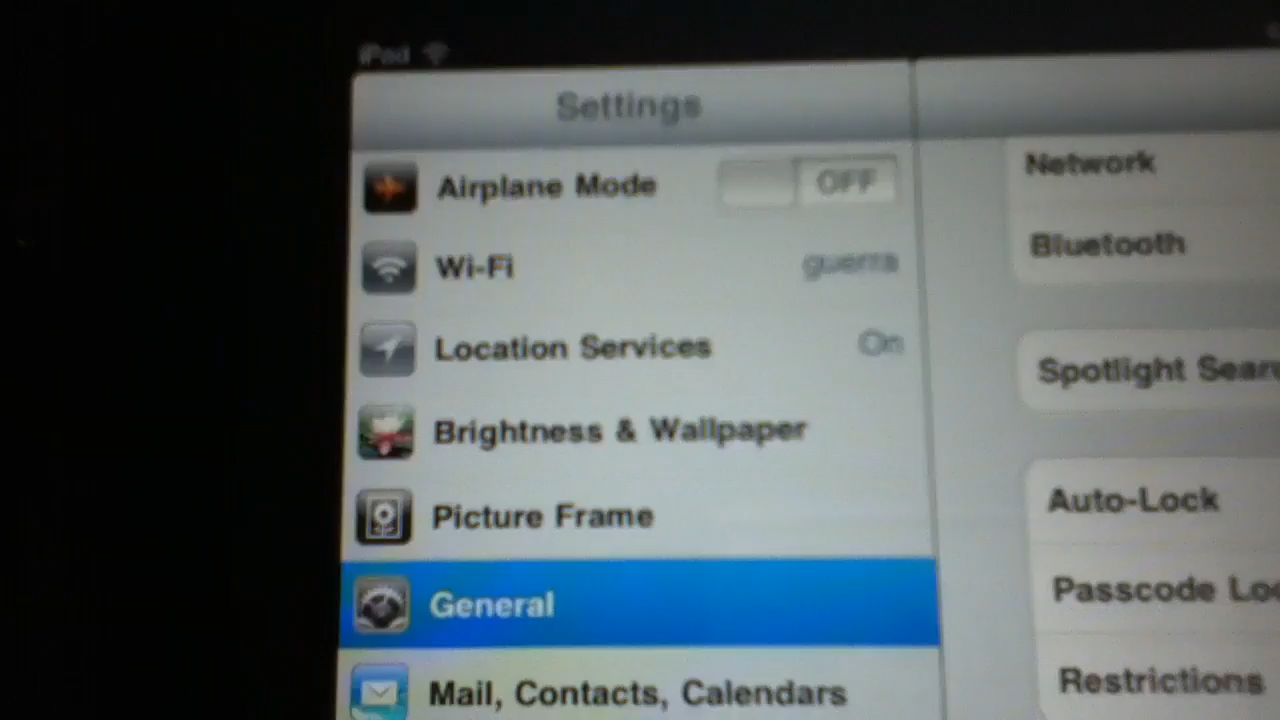 iPad
Settings
Airplane Mode OFF
Wi-Fi guerra
Location Services On
Brightness & Wallpaper
Picture Frame
General
Mail, Contacts, Calendars
Network
Bluetooth
Spotlight Sear
Auto-Lock
Passcode Lo
Restrictions